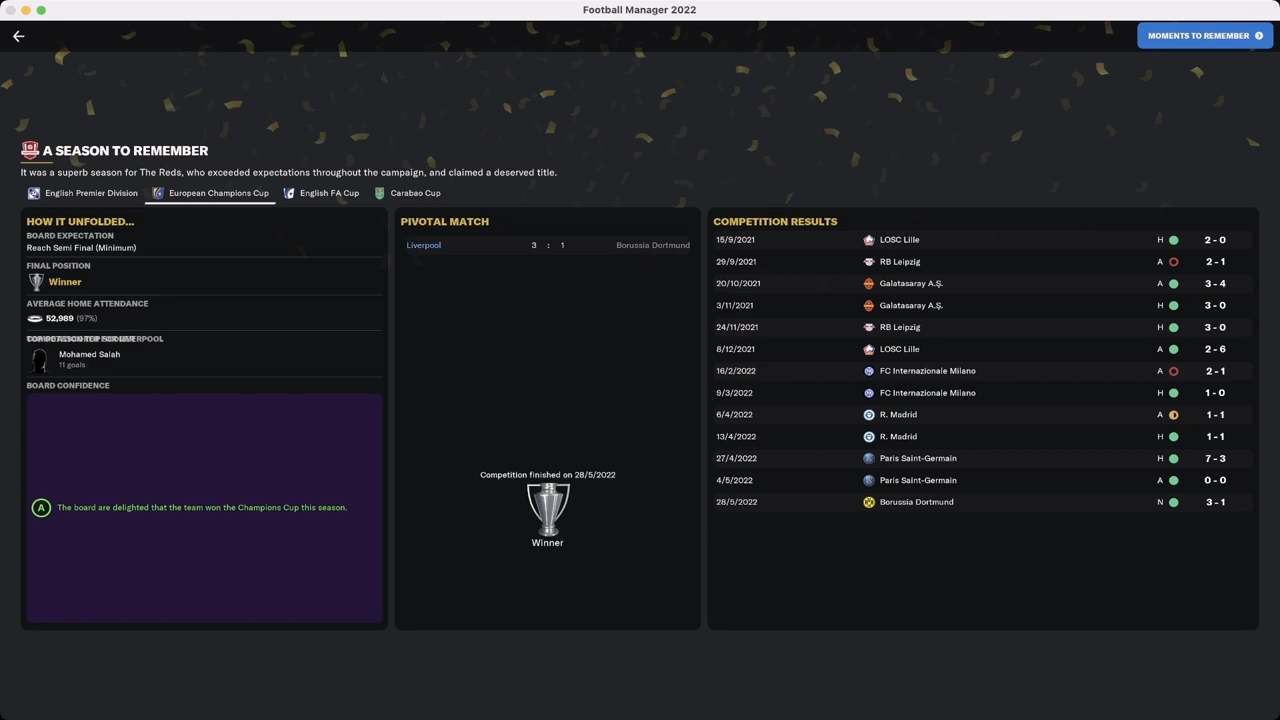 Football Manager 2022
MOMENTS TO REMEMBER
A SEASON TO REMEMBER
It was a superb season for The Reds, who exceeded expectations throughout the campaign, and claimed a deserved title.
English Premier Division European Champions Cup English FA Cup Carabao Cup
HOW IT UNFOLDED...
BOARD EXPECTATION
Reach Semi Final (Minimum)
FINAL POSITION
Winner
AVERAGE HOME ATTENDANCE
52,989 (97%)
Mohamed Salah
11 goals
BOARD CONFIDENCE
A The board are delighted that the team won the Champions Cup this season.
PIVOTAL MATCH
Liverpool 3 : 1 Borussia Dortmund
Competition finished on 28/5/2022
Winner
COMPETITION RESULTS
15/9/2021 LOSC Lille H 2 - 0
29/9/2021 RB Leipzig A 2 - 1
20/10/2021 Galatasaray A.Ş. A 3 - 4
3/11/2021 Galatasaray A.Ş. H 3 - 0
24/11/2021 RB Leipzig H 3 - 0
8/12/2021 LOSC Lille A 2 - 6
16/2/2022 FC Internazionale Milano A 2 - 1
9/3/2022 FC Internazionale Milano H 1 - 0
6/4/2022 R. Madrid A 1 - 1
13/4/2022 R. Madrid H 1 - 1
27/4/2022 Paris Saint-Germain H 7 - 3
4/5/2022 Paris Saint-Germain A 0 - 0
28/5/2022 Borussia Dortmund N 3 - 1